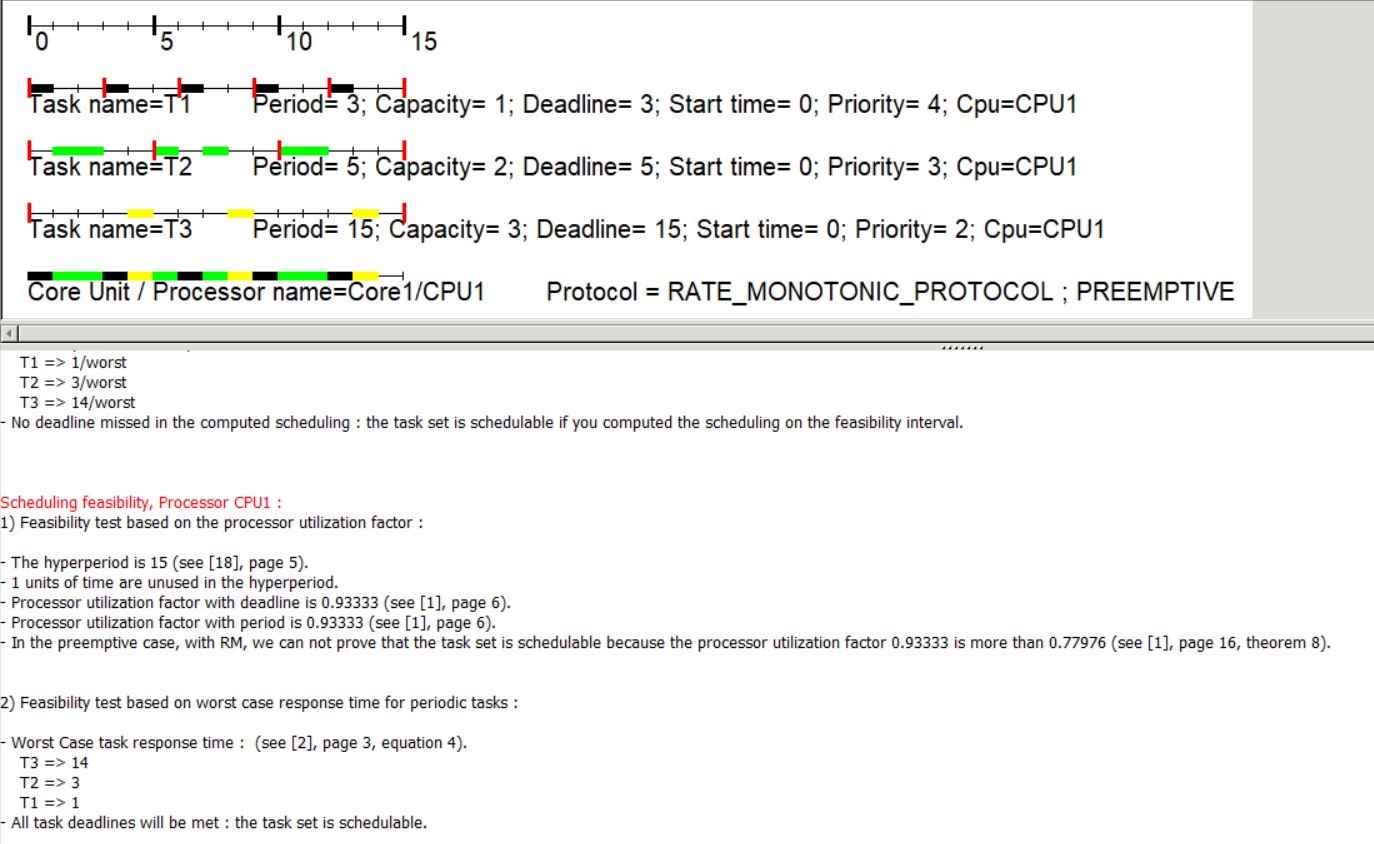 0 5 10 15
Task name=T1 Period= 3; Capacity= 1; Deadline= 3; Start time= 0; Priority= 4; Cpu=CPU1
Task name=T2 Period= 5; Capacity= 2; Deadline= 5; Start time= 0; Priority= 3; Cpu=CPU1
Task name=T3 Period= 15; Capacity= 3; Deadline= 15; Start time= 0; Priority= 2; Cpu=CPU1
Core Unit / Processor name=Core1/CPU1 Protocol = RATE_MONOTONIC_PROTOCOL ; PREEMPTIVE
T1 => 1/worst
T2 => 3/worst
T3 => 14/worst
- No deadline missed in the computed scheduling : the task set is schedulable if you computed the scheduling on the feasibility interval.
Scheduling feasibility, Processor CPU1 :
1) Feasibility test based on the processor utilization factor :
- The hyperperiod is 15 (see [18], page 5).
- 1 units of time are unused in the hyperperiod.
- Processor utilization factor with deadline is 0.93333 (see [1], page 6).
- Processor utilization factor with period is 0.93333 (see [1], page 6).
- In the preemptive case, with RM, we can not prove that the task set is schedulable because the processor utilization factor 0.93333 is more than 0.77976 (see [1], page 16, theorem 8).
2) Feasibility test based on worst case response time for periodic tasks :
- Worst Case task response time : (see [2], page 3, equation 4).
T3 => 14
T2 => 3
T1 => 1
- All task deadlines will be met : the task set is schedulable.